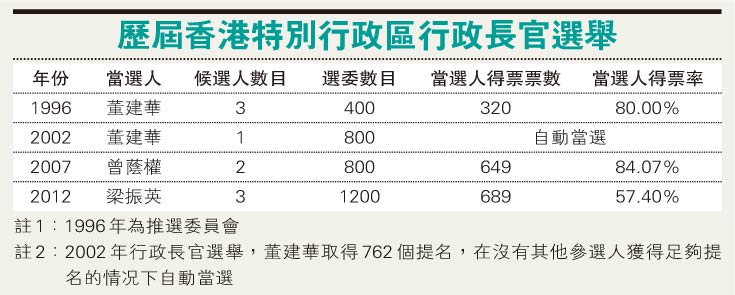 歷屆香港特別行政區行政長官選舉
年份 當選人 候選人數目 選委數目 當選人得票票數 當選人得票率
1996 董建華 3 400 320 80.00%
2002 董建華 1 800 自動當選
2007 曾蔭權 2 800 649 84.07%
2012 梁振英 3 1200 689 57.40%
註1：1996年為推選委員會
註2：2002年行政長官選舉，董建華取得762個提名，在沒有其他參選人獲得足夠提
名的情況下自動當選